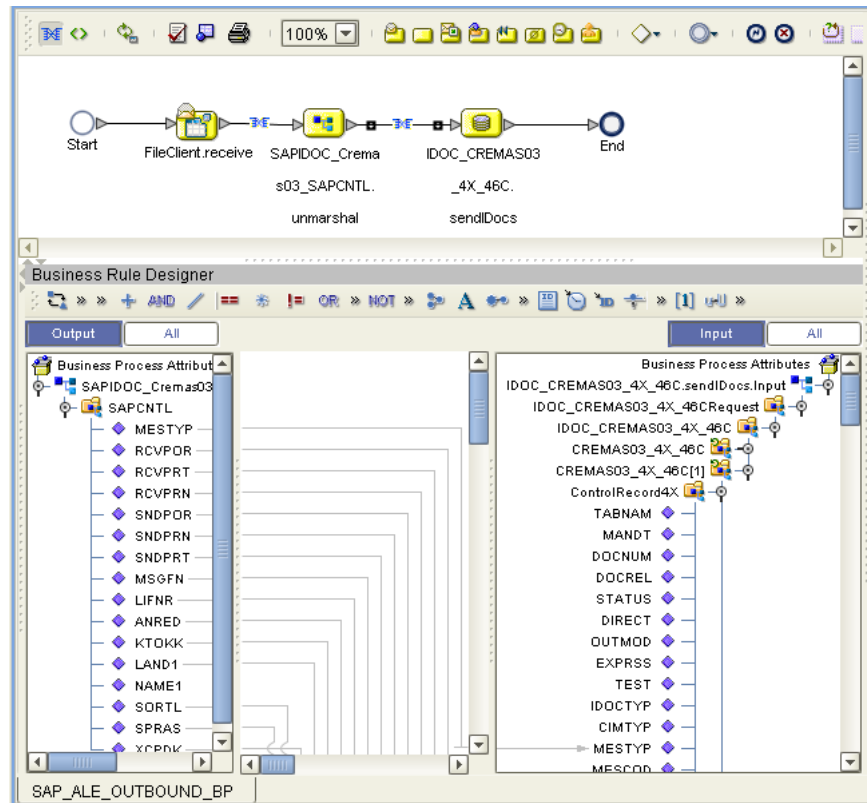 100%
Start
FileClient.receive
SAPIDOC_Crema
s03_SAPCNTL.
unmarshal
IDOC_CREMAS03
_4X_46C.
sendIDocs
End
Business Rule Designer
AND
==
!=
OR
NOT
A
[1]
Output
All
Input
All
Business Process Attribut
SAPIDOC_Cremas03
SAPCNTL
MESTYP
RCVPOR
RCVPRT
RCVPRN
SNDPOR
SNDPRN
SNDPRT
MSGFN
LIFNR
ANRED
KTOKK
LAND1
NAME1
SORTL
SPRAS
XCPDK
Business Process Attributes
IDOC_CREMAS03_4X_46C.sendIDocs.Input
IDOC_CREMAS03_4X_46CRequest
IDOC_CREMAS03_4X_46C
CREMAS03_4X_46C
CREMAS03_4X_46C[1]
ControlRecord4X
TABNAM
MANDT
DOCNUM
DOCREL
STATUS
DIRECT
OUTMOD
EXPRSS
TEST
IDOCTYP
CIMTYP
MESTYP
MESCOD
SAP_ALE_OUTBOUND_BP